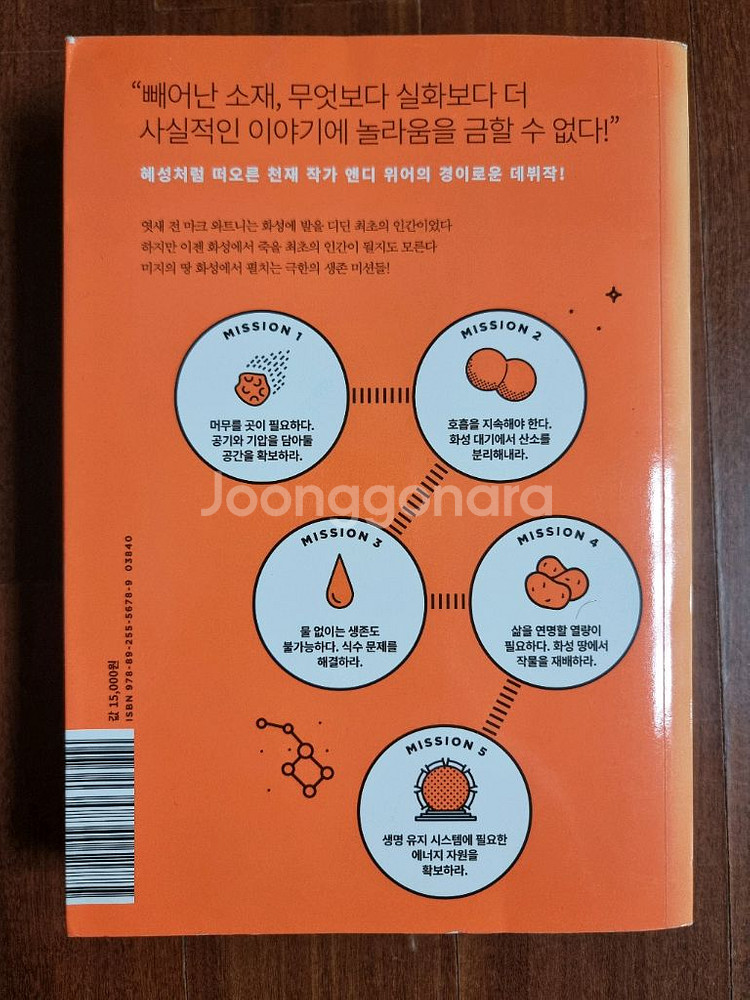 “빼어난 소재, 무엇보다 실화보다 더
사실적인 이야기에 놀라움을 금할 수 없다!”
혜성처럼 떠오른 천재 작가 앤디 위어의 경이로운 데뷔작!
엿새 전 마크 와트니는 화성에 발을 디딘 최초의 인간이었다
하지만 이젠 화성에서 죽을 최초의 인간이 될지도 모른다
미지의 땅 화성에서 펼치는 극한의 생존 미션들!
MISSION 1
머무를 곳이 필요하다.
공기와 기압을 담아둘
공간을 확보하라.
MISSION 2
호흡을 지속해야 한다.
화성 대기에서 산소를
분리해내라.
Joonggonara
MISSION 3
물 없이는 생존도
불가능하다. 식수 문제를
해결하라.
MISSION 4
삶을 연명할 열량이
필요하다. 화성 땅에서
작물을 재배하라.
MISSION 5
생명 유지 시스템에 필요한
에너지 자원을
확보하라.
값 15,000원
ISBN 978-89-255-5678-9 03840